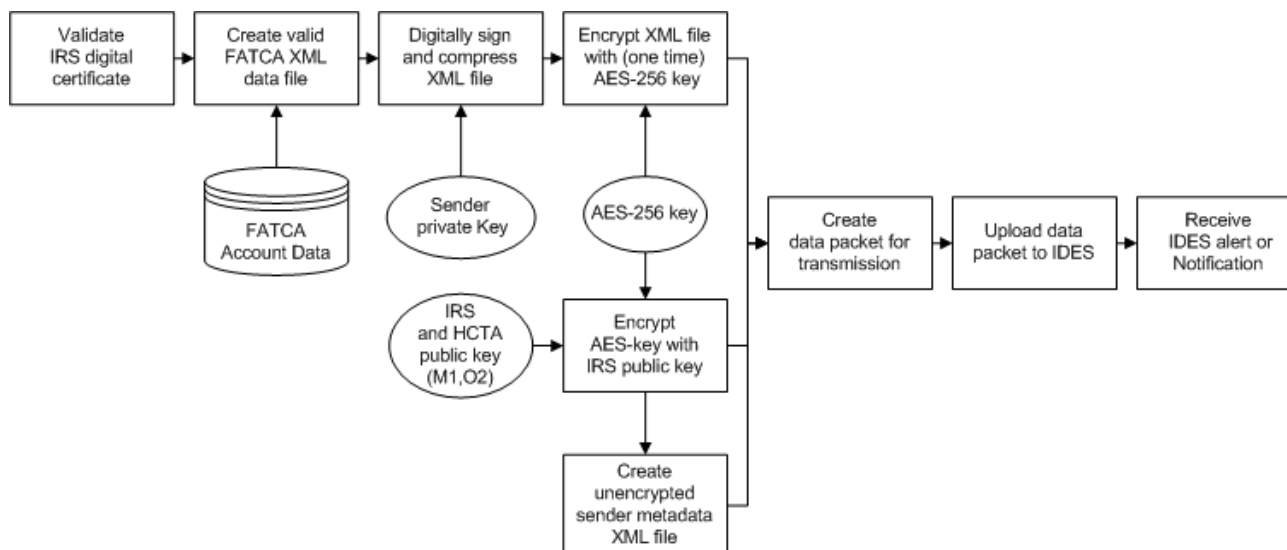 Validate
IRS digital
certificate
Create valid
FATCA XML
data file
Digitally sign
and compress
XML file
Encrypt XML file
with (one time)
AES-256 key
FATCA
Account Data
Sender
private Key
AES-256 key
Create
data packet for
transmission
Upload data
packet to IDES
Receive
IDES alert or
Notification
IRS
and HCTA
public key
(M1,O2)
Encrypt
AES-key with
IRS public key
Create
unencrypted
sender metadata
XML file